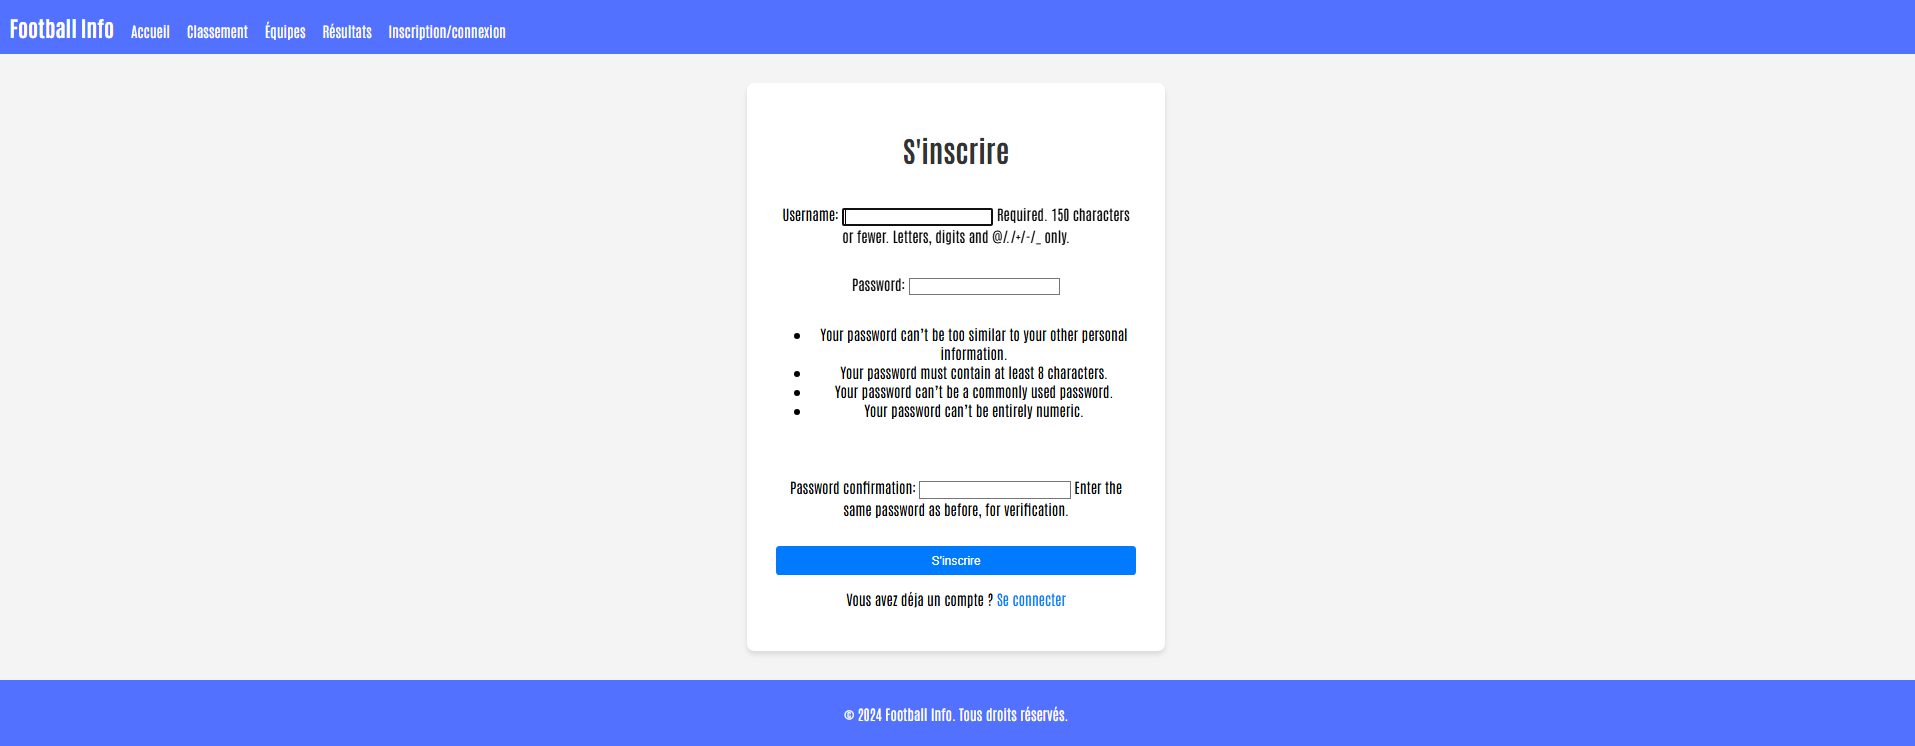 Football Info Accueil Classement Équipes Résultats Inscription/connexion
S'inscrire
Username: Required. 150 characters
or fewer. Letters, digits and @/./+/-/_ only.
Password:
Your password can’t be too similar to your other personal
information.
Your password must contain at least 8 characters.
Your password can’t be a commonly used password.
Your password can’t be entirely numeric.
Password confirmation: Enter the
same password as before, for verification.
S'inscrire
Vous avez déja un compte ? Se connecter
© 2024 Football Info. Tous droits réservés.